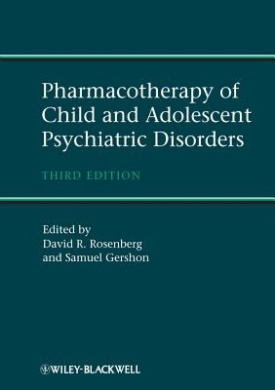 Pharmacotherapy of
Child and Adolescent
Psychiatric Disorders
THIRD EDITION
Edited by
David R. Rosenberg
and Samuel Gershon
WILEY-BLACKWELL